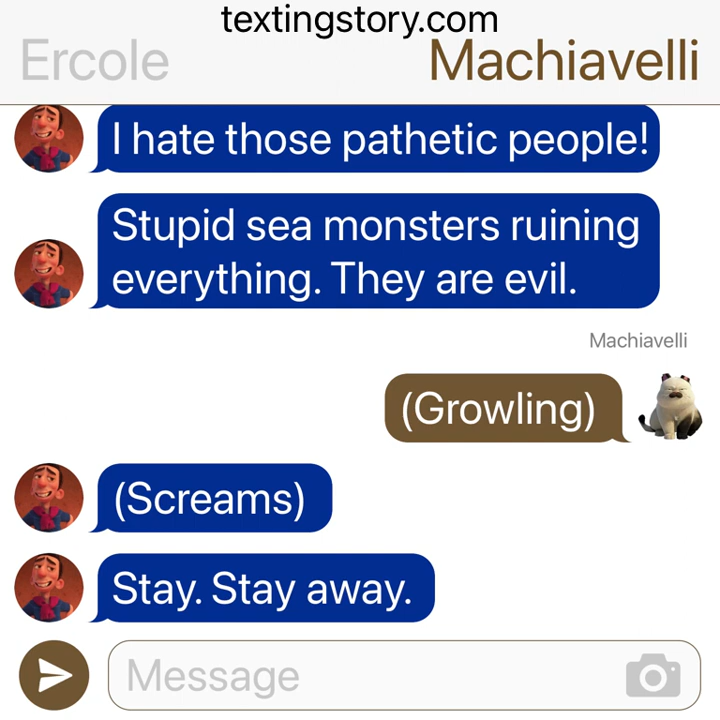 textingstory.com
Ercole
Machiavelli
I hate those pathetic people!
Stupid sea monsters ruining
everything. They are evil.
Machiavelli
(Growling)
(Screams)
Stay. Stay away.
Message